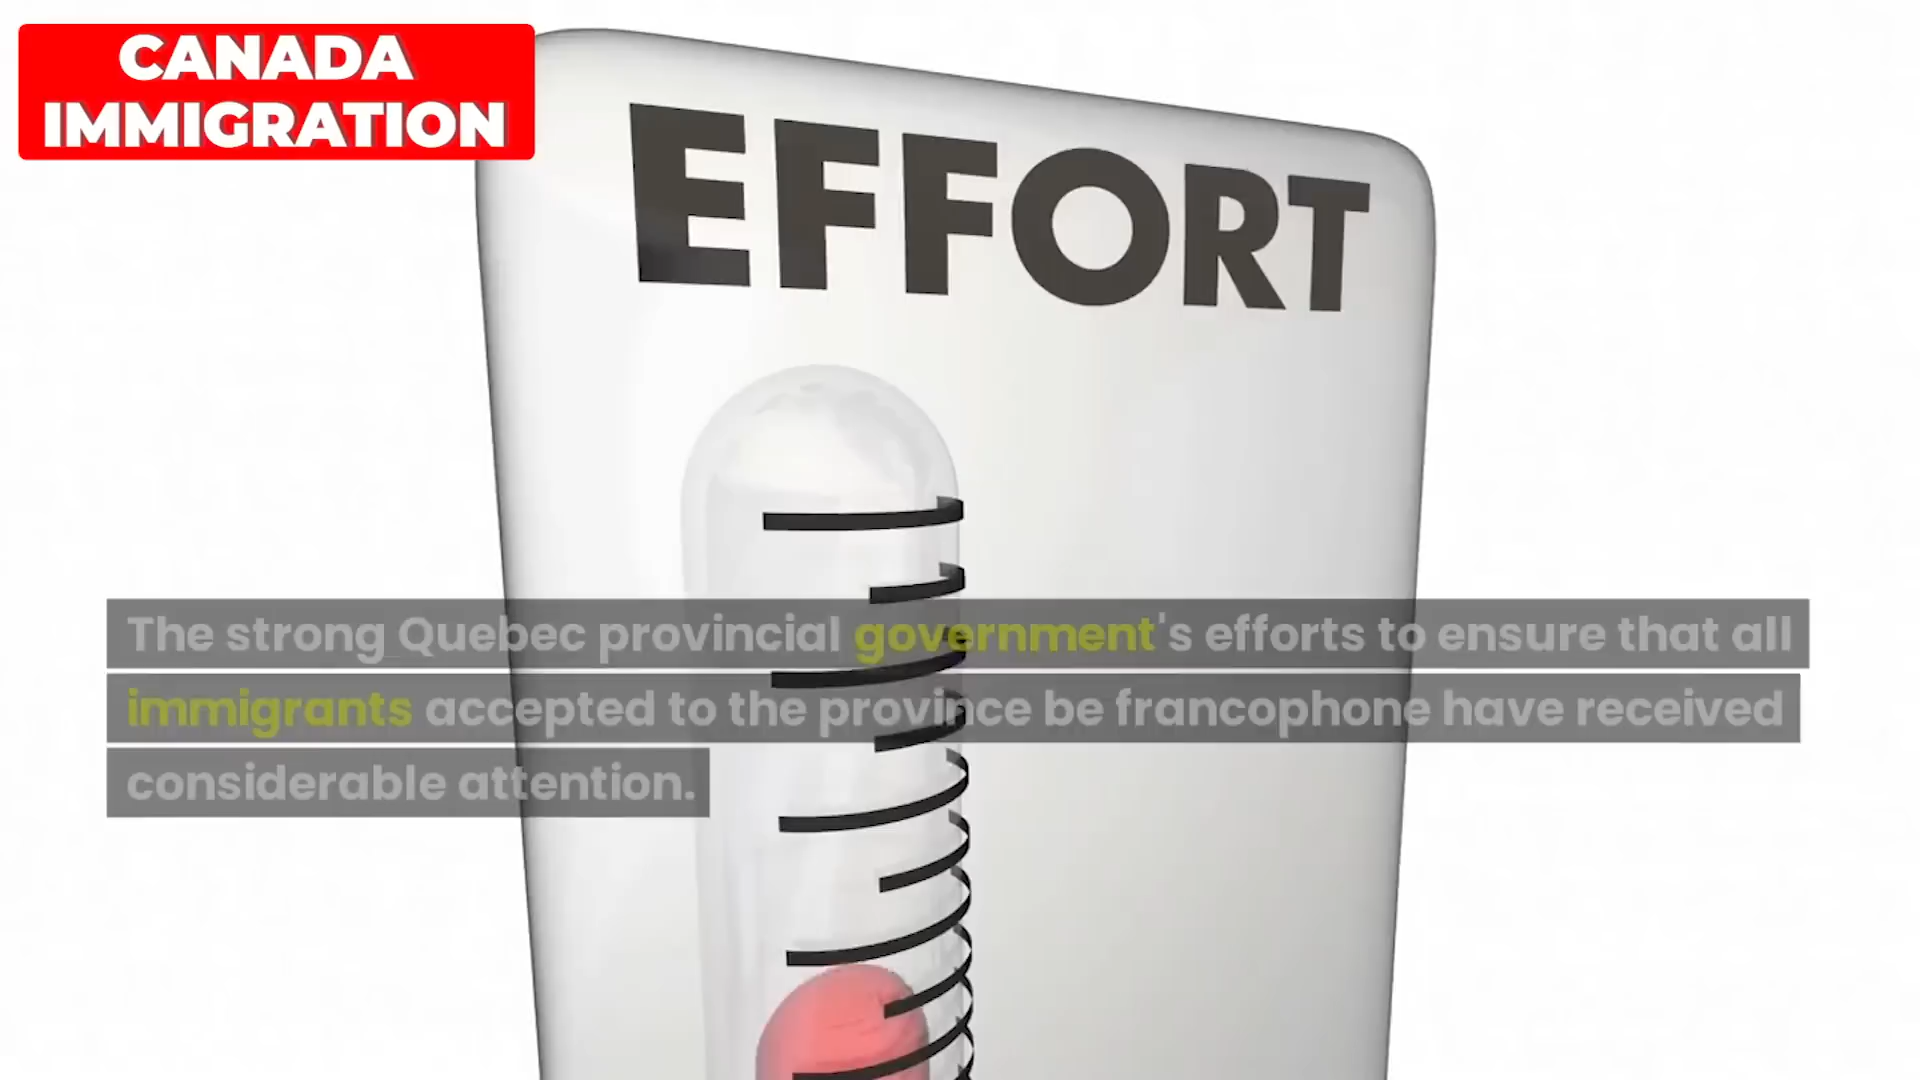 CANADA
IMMIGRATION
EFFORT
The strong Quebec provincial government's efforts to ensure that all
immigrants accepted to the province be francophone have received
considerable attention.